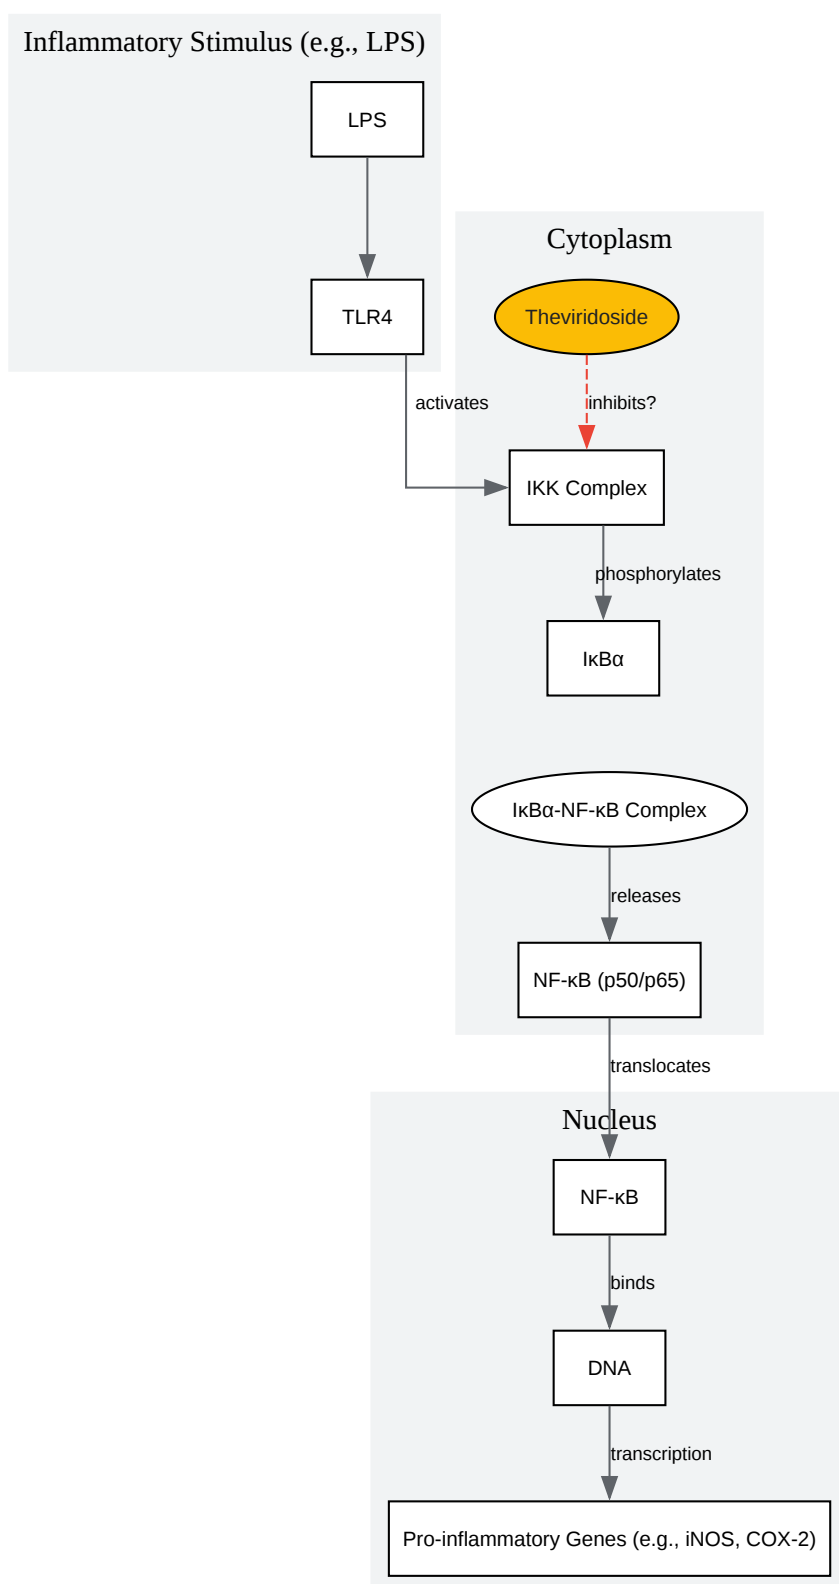 Inflammatory Stimulus (e.g., LPS)
LPS
TLR4
activates
Cytoplasm
Theviridoside
inhibits?
IKK Complex
phosphorylates
IκBα
IκBα-NF-κB Complex
releases
NF-κB (p50/p65)
translocates
Nucleus
NF-κB
binds
DNA
transcription
Pro-inflammatory Genes (e.g., iNOS, COX-2)